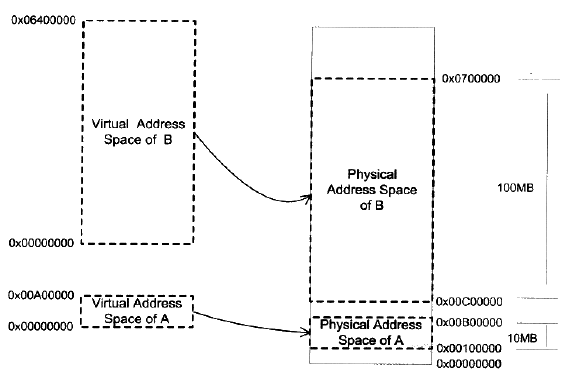 0x06400000
Virtual Address
Space of B
0x00000000
0x00A00000
Virtual Address
Space of A
0x00000000
0x0700000
Physical
Address Space
of B
100MB
0x00C00000
0x00B00000
Physical Address
Space of A
10MB
0x00100000
0x00000000